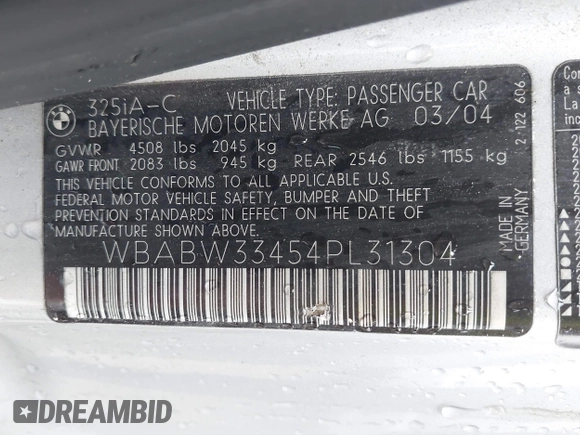 325iA-C VEHICLE TYPE: PASSENGER CAR
BAYERISCHE MOTOREN WERKE AG 03/04
GVWR 4508 lbs 2045 kg
GAWR FRONT 2083 lbs 945 kg REAR 2546 lbs 1155 kg
THIS VEHICLE CONFORMS TO ALL APPLICABLE U.S.
FEDERAL MOTOR VEHICLE SAFETY, BUMPER AND THEFT
PREVENTION STANDARDS IN EFFECT ON THE DATE OF
MANUFACTURE SHOWN ABOVE.
WBABW33454PL31304
2-122 606
MADE IN
GERMANY
DREAMBID